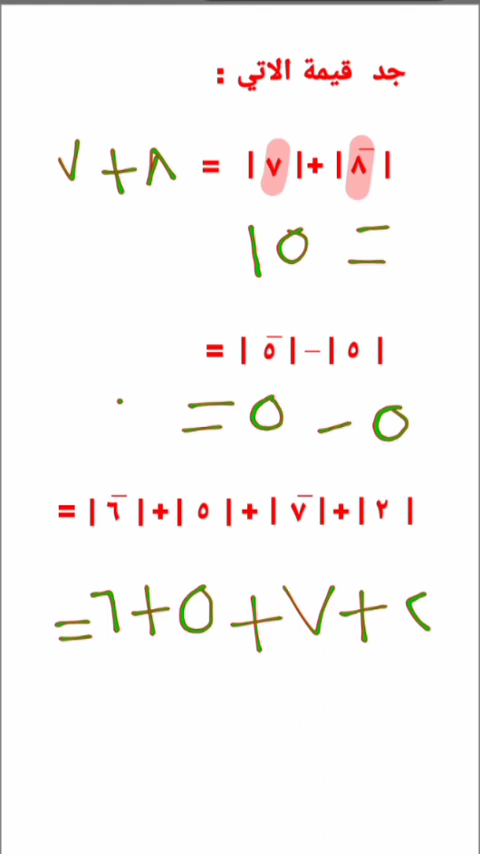 جد قيمة الاتي :
|٨̄|+|٧| = ٨+٧
= ١٥
|٥|−|٥̄| =
٥ − ٥ = ٠
|٢|+|٧̄|+|٥|+|٦̄| =
٢+٧+٥+٦ =